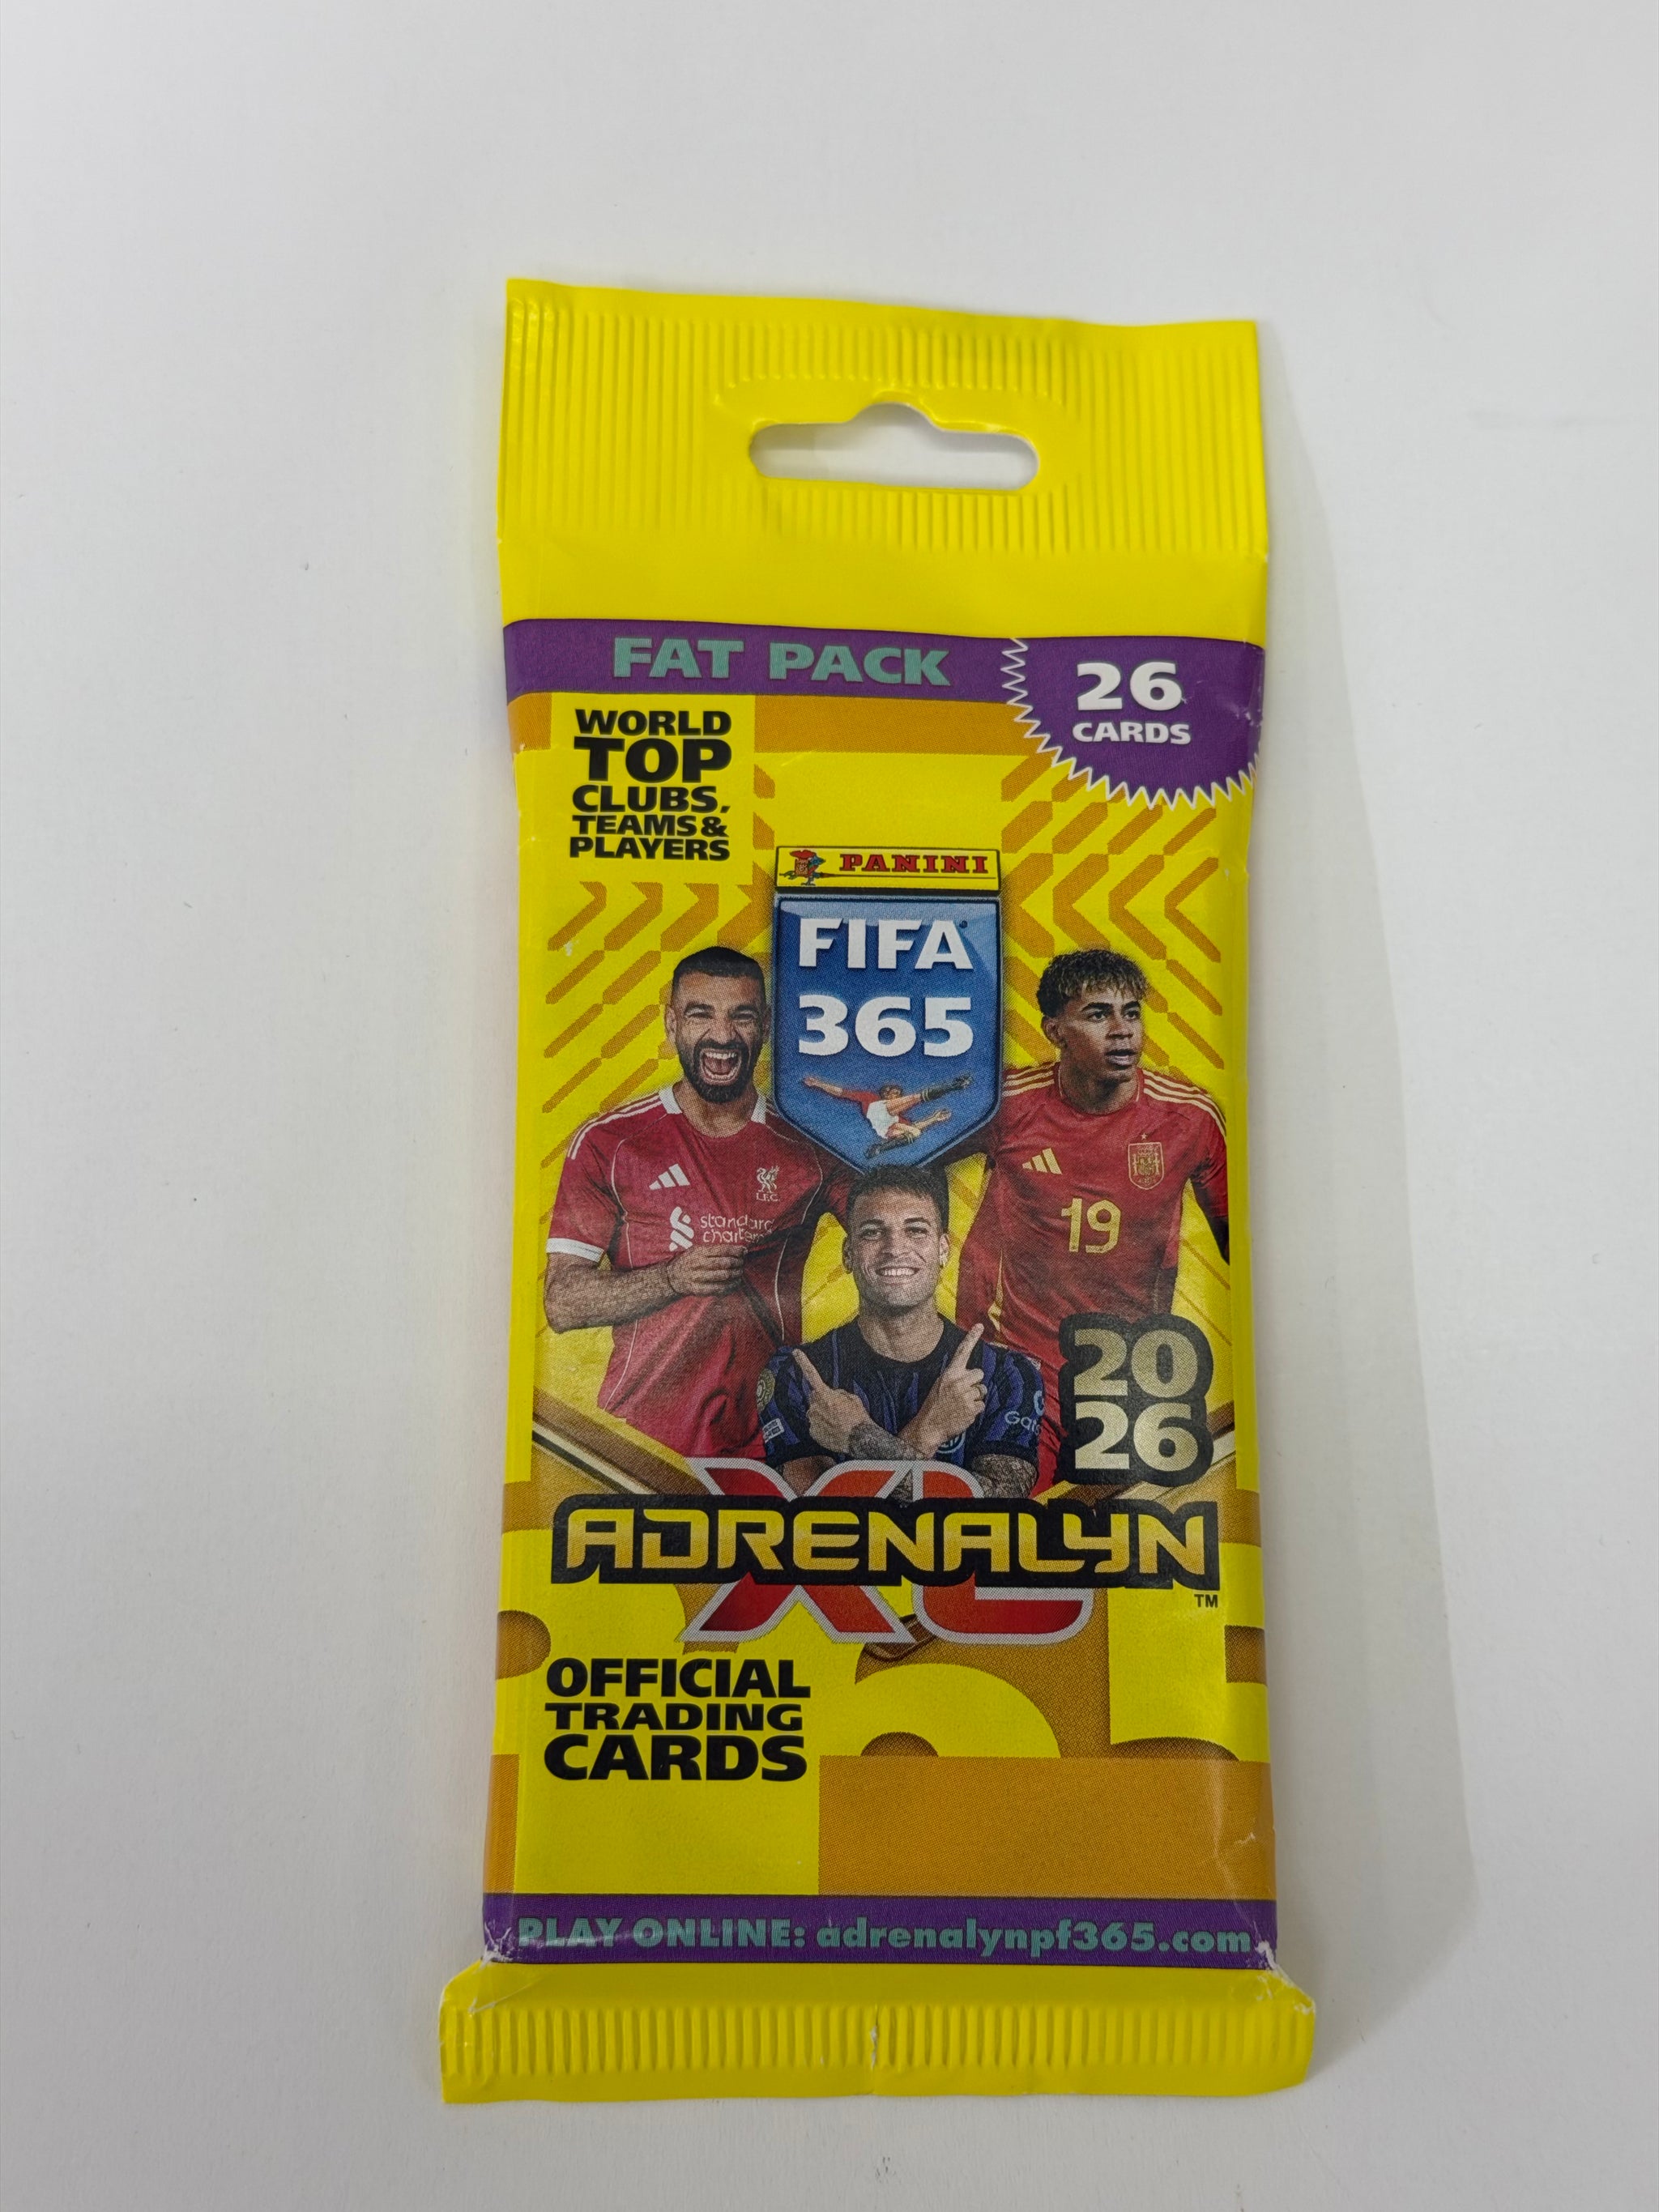 FAT PACK
26
CARDS
WORLD
TOP
CLUBS,
TEAMS &
PLAYERS
PANINI
FIFA
365
L.F.C.
standard
19
20
26
XL
ADRENALYN
TM
OFFICIAL
TRADING
CARDS
PLAY ONLINE: adrenalynpf365.com